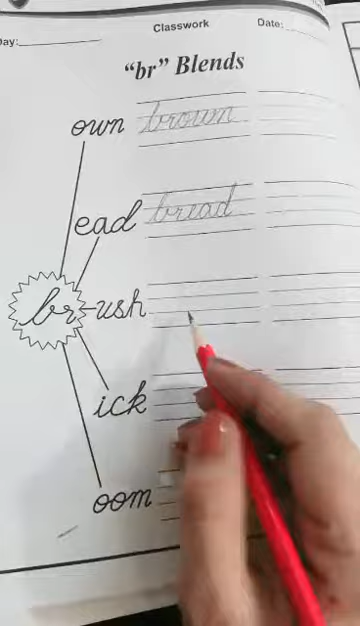 Day: Classwork Date:
"br" Blends
own brown
ead bread
br ush
ick
oom